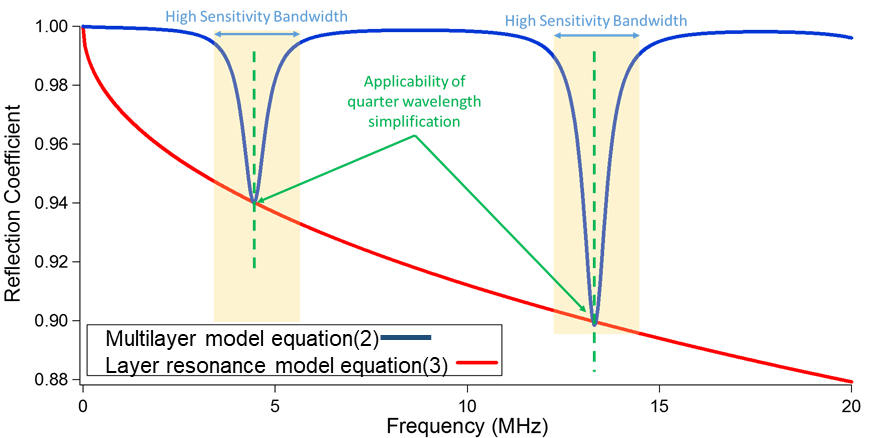 High Sensitivity Bandwidth
High Sensitivity Bandwidth
1.00
0.98
0.96
0.94
0.92
0.90
0.88
Reflection Coefficient
Applicability of
quarter wavelength
simplification
Multilayer model equation(2)
Layer resonance model equation(3)
0
5
10
15
20
Frequency (MHz)